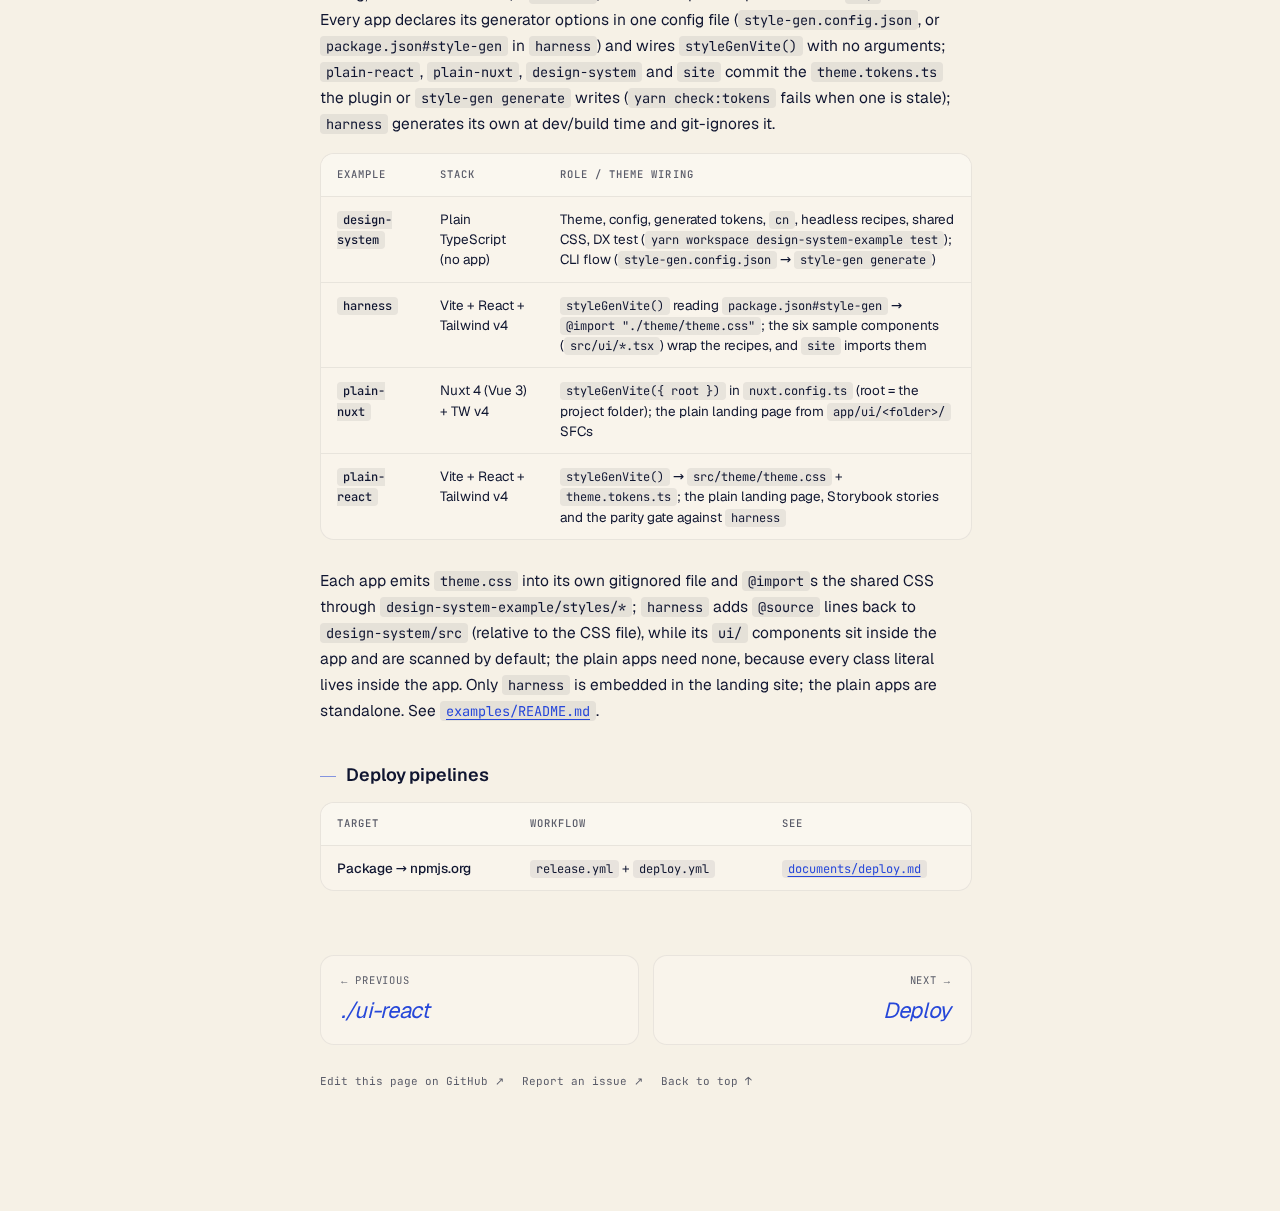 Every app declares its generator options in one config file ( style-gen.config.json , or
package.json#style-gen in harness ) and wires styleGenVite() with no arguments;
plain-react , plain-nuxt , design-system and site commit the theme.tokens.ts
the plugin or style-gen generate writes ( yarn check:tokens fails when one is stale);
harness generates its own at dev/build time and git-ignores it.
EXAMPLE STACK ROLE / THEME WIRING
design-system
Plain TypeScript (no app)
Theme, config, generated tokens, cn , headless recipes, shared
CSS, DX test ( yarn workspace design-system-example test );
CLI flow ( style-gen.config.json → style-gen generate )
harness
Vite + React +
Tailwind v4
styleGenVite() reading package.json#style-gen →
@import "./theme/theme.css" ; the six sample components
( src/ui/*.tsx ) wrap the recipes, and site imports them
plain-nuxt
Nuxt 4 (Vue 3)
+ TW v4
styleGenVite({ root }) in nuxt.config.ts (root = the
project folder); the plain landing page from app/ui/<folder>/
SFCs
plain-react
Vite + React +
Tailwind v4
styleGenVite() → src/theme/theme.css +
theme.tokens.ts ; the plain landing page, Storybook stories
and the parity gate against harness
Each app emits theme.css into its own gitignored file and @import s the shared CSS
through design-system-example/styles/* ; harness adds @source lines back to
design-system/src (relative to the CSS file), while its ui/ components sit inside the
app and are scanned by default; the plain apps need none, because every class literal
lives inside the app. Only harness is embedded in the landing site; the plain apps are
standalone. See examples/README.md .
— Deploy pipelines
TARGET WORKFLOW SEE
Package → npmjs.org release.yml + deploy.yml documents/deploy.md
← PREVIOUS
./ui-react
NEXT →
Deploy
Edit this page on GitHub ↗ Report an issue ↗ Back to top ↑